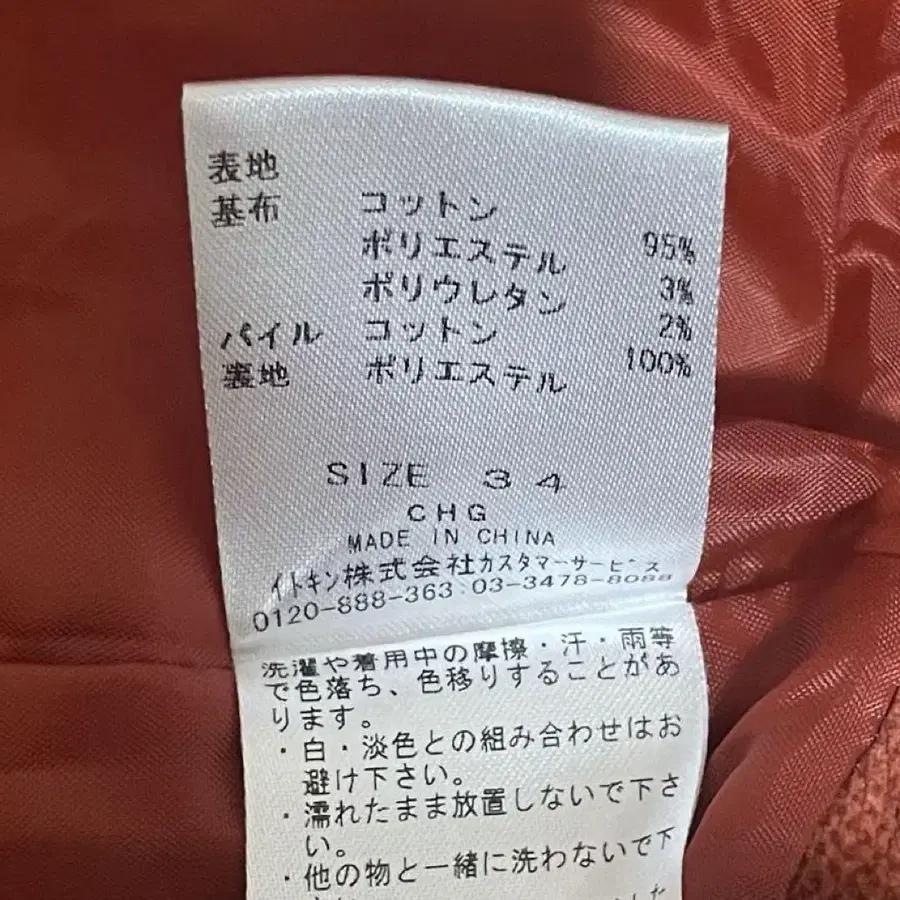 表地
基布 コットン 95%
ポリエステル 3%
ポリウレタン 2%
パイル コットン 100%
裏地 ポリエステル
SIZE 34
CHG
MADE IN CHINA
イトキン株式会社カスタマーサービス
0120-888-363 03-3478-8088
洗濯や着用中の摩擦・汗・雨等
で色落ち、色移りすることがあ
ります。
・白・淡色との組み合わせはお
避け下さい。
・濡れたまま放置しないで下さ
い。
・他の物と一緒に洗わないで下